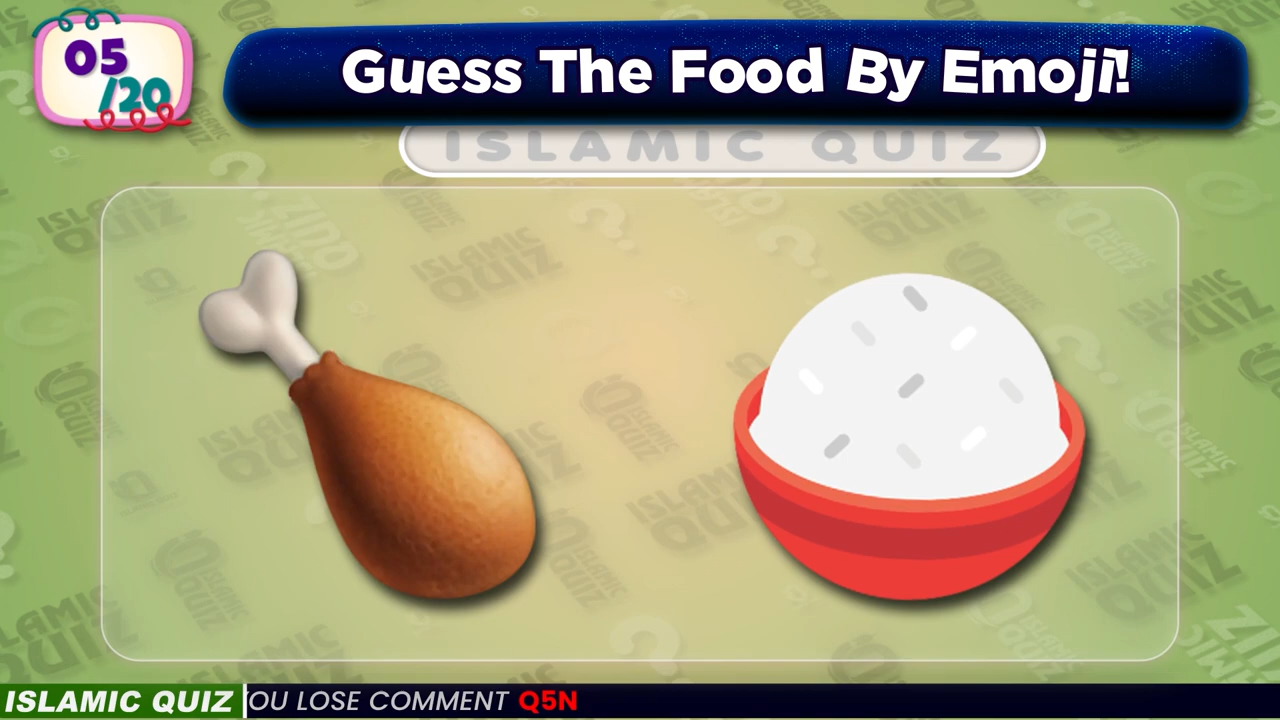 05
/20
Guess The Food By Emoji!
ISLAMIC QUIZ
ISLAMIC QUIZ
OU LOSE COMMENT Q5N